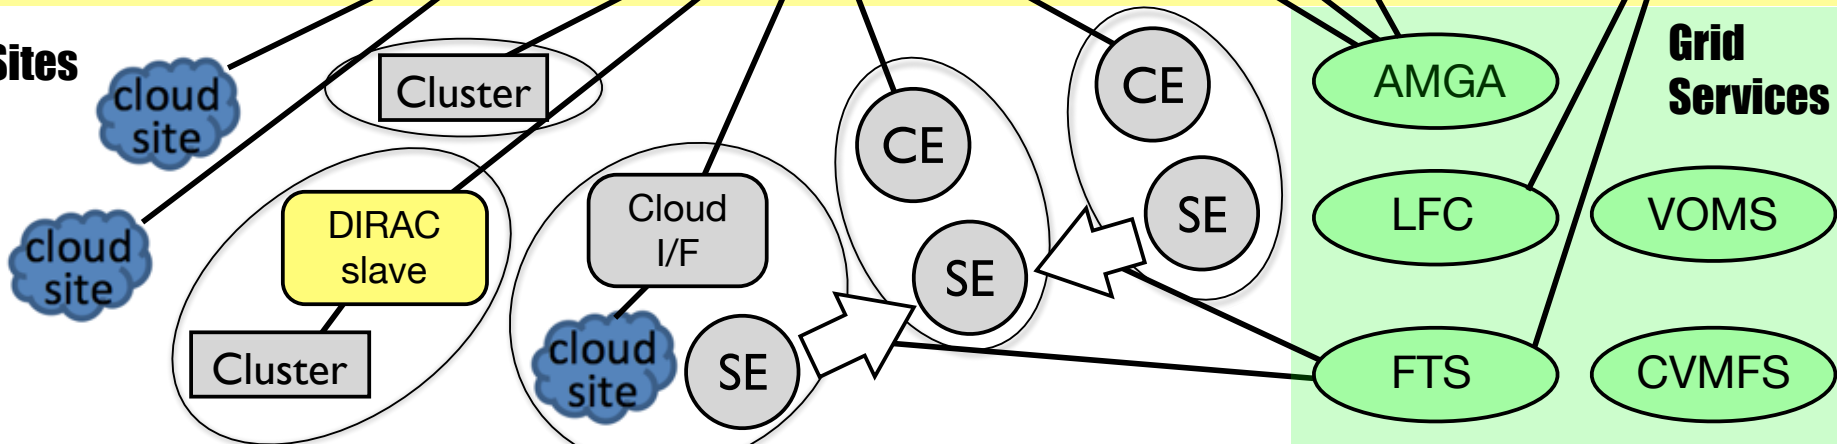 Sites
cloud
site
Cluster
CE
CE
AMGA
Grid
Services
cloud
site
DIRAC
slave
Cloud
I/F
SE
SE
LFC
VOMS
Cluster
cloud
site
SE
FTS
CVMFS